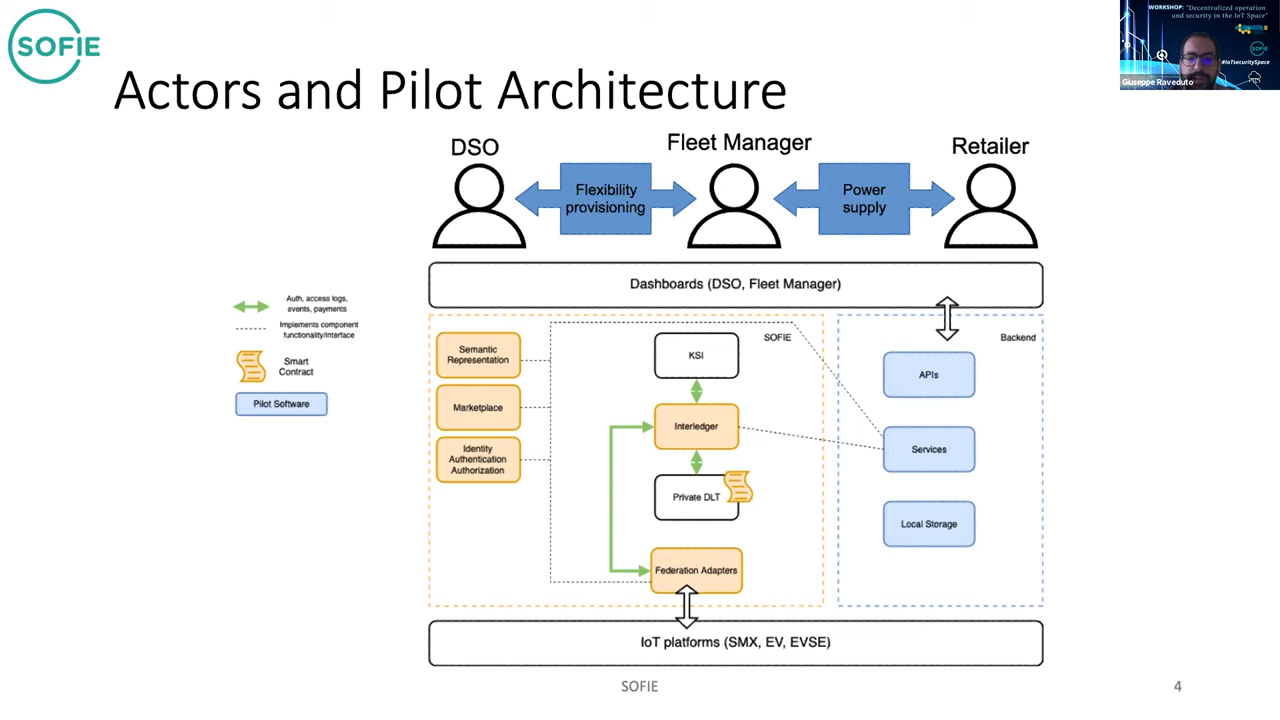 SOFIE
Actors and Pilot Architecture
WORKSHOP: "Decentralized operation
and security in the IoT Space"
SOFIE
#IoTsecuritySpace
Giuseppe Raveduto
DSO
Fleet Manager
Retailer
Flexibility
provisioning
Power
supply
Dashboards (DSO, Fleet Manager)
Auth, access logs,
events, payments
Implements component
functionality/interface
Smart
Contract
Pilot Software
Semantic
Representation
Marketplace
Identity
Authentication
Authorization
KSI
SOFIE
Interledger
Private DLT
Federation Adapters
Backend
APIs
Services
Local Storage
IoT platforms (SMX, EV, EVSE)
SOFIE
4